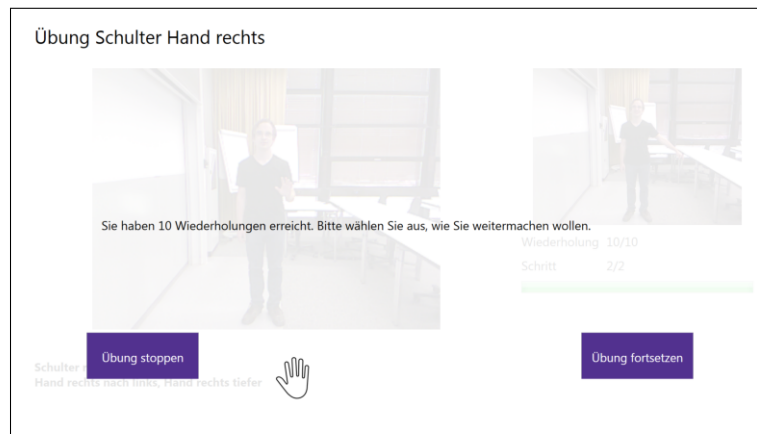 Übung Schulter Hand rechts
Sie haben 10 Wiederholungen erreicht. Bitte wählen Sie aus, wie Sie weitermachen wollen.
Wiederholung 10/10
Schritt 2/2
Übung stoppen
Übung fortsetzen
Schulter
Hand rechts nach links, Hand rechts tiefer